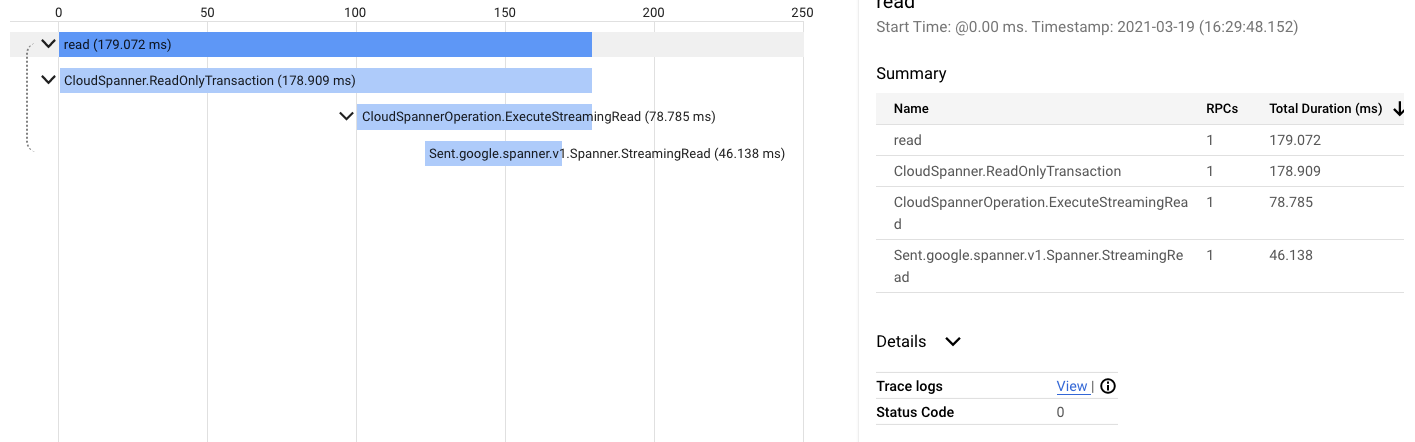 0 50 100 150 200 250
read (179.072 ms)
CloudSpanner.ReadOnlyTransaction (178.909 ms)
CloudSpannerOperation.ExecuteStreamingRead (78.785 ms)
Sent.google.spanner.v1.Spanner.StreamingRead (46.138 ms)
read
Start Time: @0.00 ms. Timestamp: 2021-03-19 (16:29:48.152)
Summary
Name RPCs Total Duration (ms)
read 1 179.072
CloudSpanner.ReadOnlyTransaction 1 178.909
CloudSpannerOperation.ExecuteStreamingRea 1 78.785
d
Sent.google.spanner.v1.Spanner.StreamingRe 1 46.138
ad
Details
Trace logs View |
Status Code 0